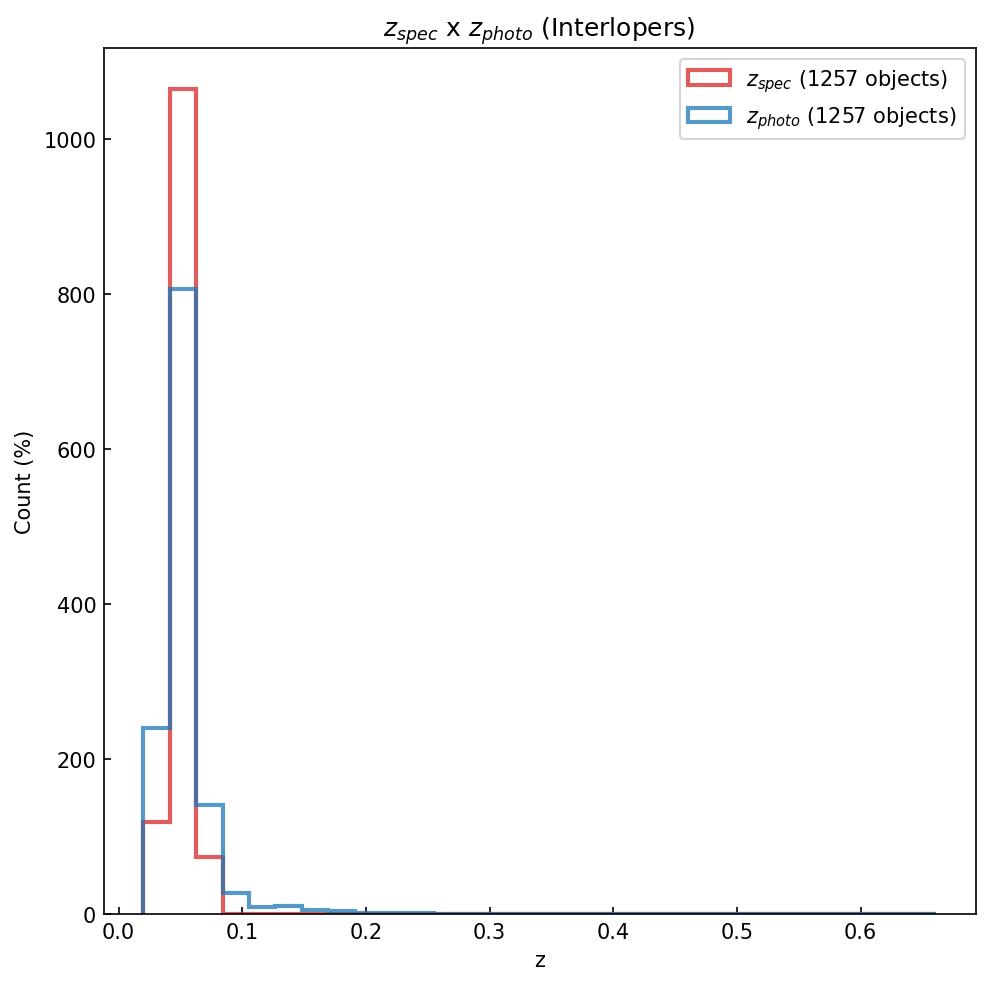 z_spec x z_photo (Interlopers)
z_spec (1257 objects)
z_photo (1257 objects)
Count (%)
1000
800
600
400
200
0
0.0 0.1 0.2 0.3 0.4 0.5 0.6
z